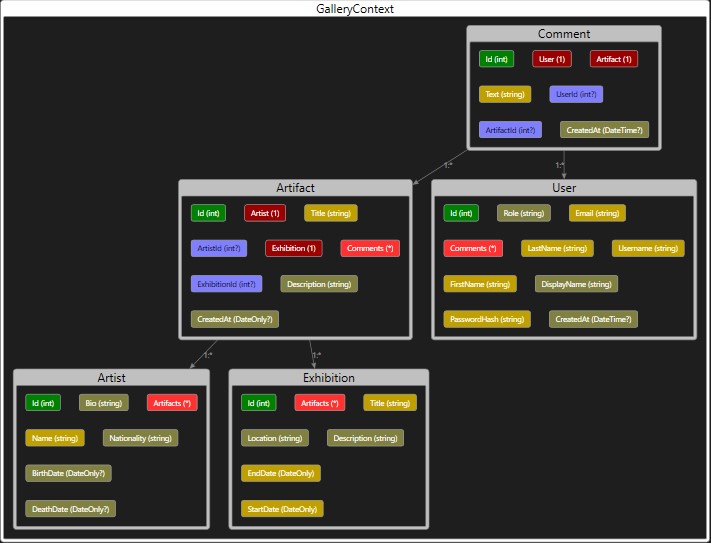 GalleryContext
Comment
Id (int) User (1) Artifact (1)
Text (string) UserId (int?)
ArtifactId (int?) CreatedAt (DateTime?)
1:* 1:*
Artifact
Id (int) Artist (1) Title (string)
ArtistId (int?) Exhibition (1) Comments (*)
ExhibitionId (int?) Description (string)
CreatedAt (DateOnly?)
User
Id (int) Role (string) Email (string)
Comments (*) LastName (string) Username (string)
FirstName (string) DisplayName (string)
PasswordHash (string) CreatedAt (DateTime?)
1:* 1:*
Artist
Id (int) Bio (string) Artifacts (*)
Name (string) Nationality (string)
BirthDate (DateOnly?)
DeathDate (DateOnly?)
Exhibition
Id (int) Artifacts (*) Title (string)
Location (string) Description (string)
EndDate (DateOnly)
StartDate (DateOnly)